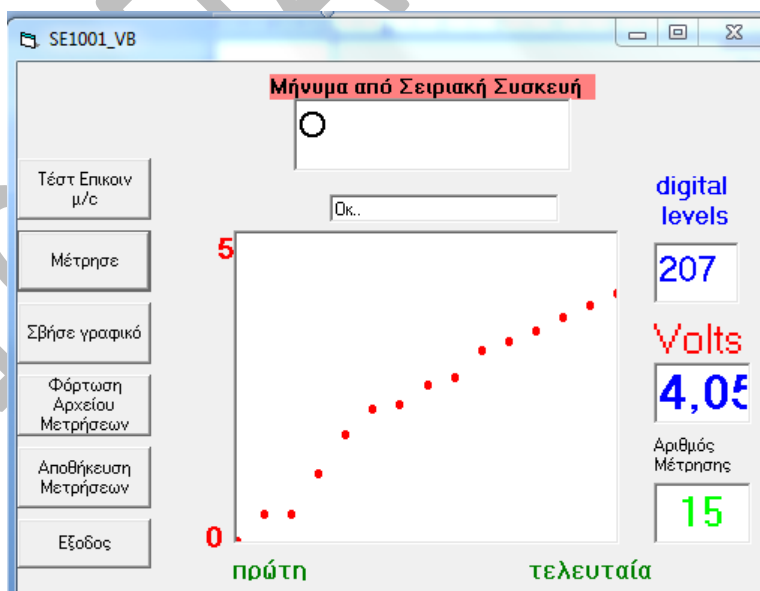 SE1001_VB
Μήνυμα από Σειριακή Συσκευή
Ο
Τέστ Επικοιν
μ/c
Οκ..
digital
levels
Μέτρησε
5
207
Σβήσε γραφικό
Volts
4,05
Φόρτωση
Αρχείου
Μετρήσεων
Αριθμός
Μέτρησης
Αποθήκευση
Μετρήσεων
15
Εξοδος
0
πρώτη
τελευταία